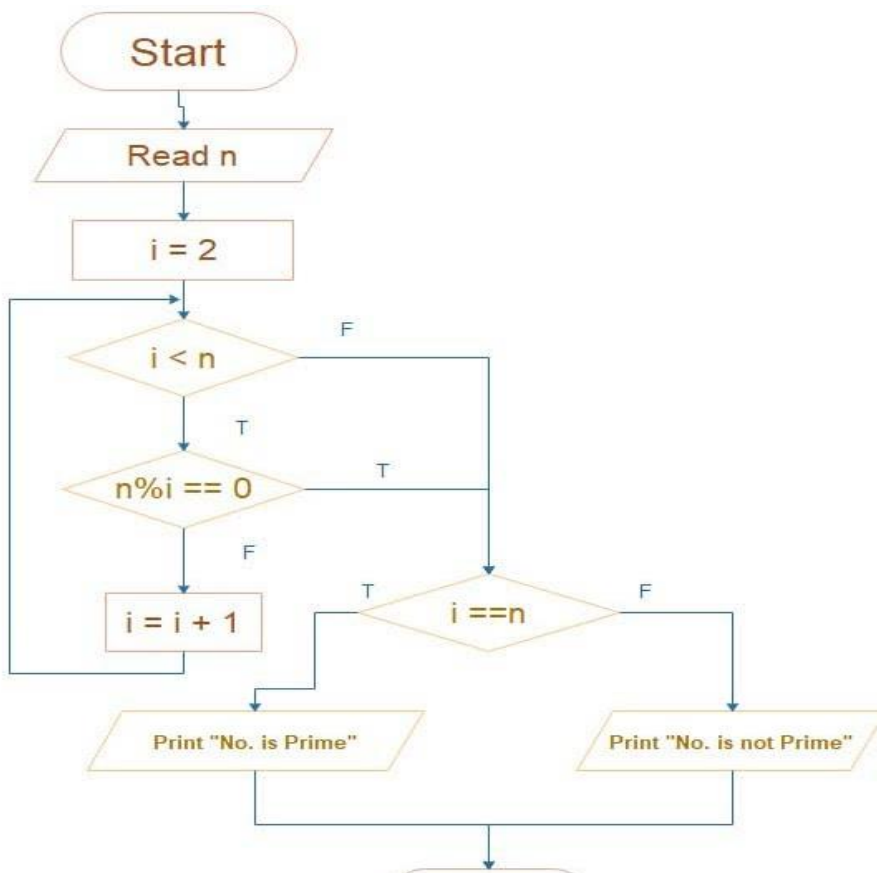 Start
Read n
i = 2
i < n
F
T
n%i == 0
T
F
i = i + 1
T
i ==n
F
Print "No. is Prime"
Print "No. is not Prime"